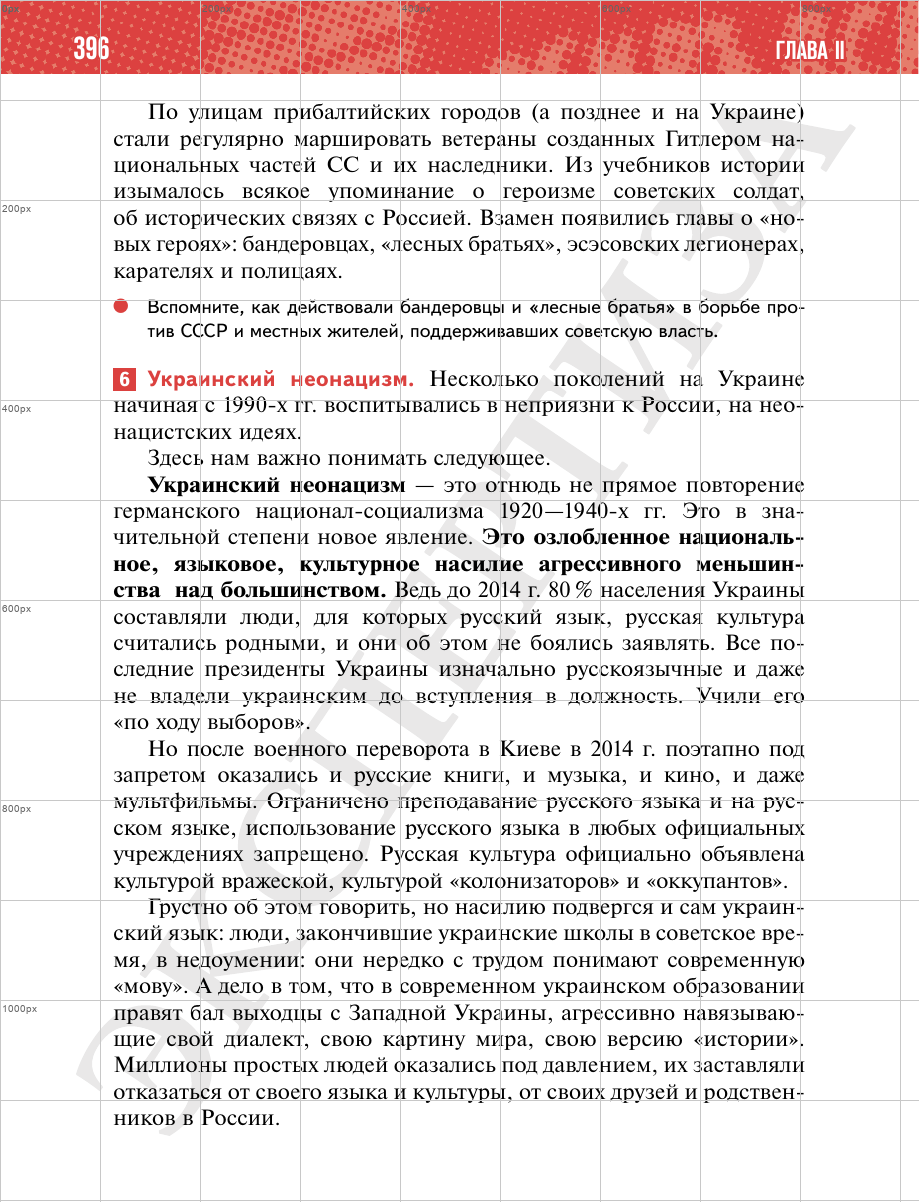 396
ГЛАВА II
По улицам прибалтийских городов (а позднее и на Украине)
стали регулярно маршировать ветераны созданных Гитлером на-
циональных частей СС и их наследники. Из учебников истории
изымалось всякое упоминание о героизме советских солдат,
об исторических связях с Россией. Взамен появились главы о «но-
вых героях»: бандеровцах, «лесных братьях», эсэсовских легионерах,
карателях и полицаях.
Вспомните, как действовали бандеровцы и «лесные братья» в борьбе про-
тив СССР и местных жителей, поддерживавших советскую власть.
6 Украинский неонацизм. Несколько поколений на Украине
начиная с 1990-х гг. воспитывались в неприязни к России, на нео-
нацистских идеях.
Здесь нам важно понимать следующее.
Украинский неонацизм — это отнюдь не прямое повторение
германского национал-социализма 1920—1940-х гг. Это в зна-
чительной степени новое явление. Это озлобленное националь-
ное, языковое, культурное насилие агрессивного меньшин-
ства над большинством. Ведь до 2014 г. 80 % населения Украины
составляли люди, для которых русский язык, русская культура
считались родными, и они об этом не боялись заявлять. Все по-
следние президенты Украины изначально русскоязычные и даже
не владели украинским до вступления в должность. Учили его
«по ходу выборов».
Но после военного переворота в Киеве в 2014 г. поэтапно под
запретом оказались и русские книги, и музыка, и кино, и даже
мультфильмы. Ограничено преподавание русского языка и на рус-
ском языке, использование русского языка в любых официальных
учреждениях запрещено. Русская культура официально объявлена
культурой вражеской, культурой «колонизаторов» и «оккупантов».
Грустно об этом говорить, но насилию подвергся и сам украин-
ский язык: люди, закончившие украинские школы в советское вре-
мя, в недоумении: они нередко с трудом понимают современную
«мову». А дело в том, что в современном украинском образовании
правят бал выходцы с Западной Украины, агрессивно навязываю-
щие свой диалект, свою картину мира, свою версию «истории».
Миллионы простых людей оказались под давлением, их заставляли
отказаться от своего языка и культуры, от своих друзей и родствен-
ников в России.
ЭКСПЕРТИЗА
200px
400px
600px
800px
1000px